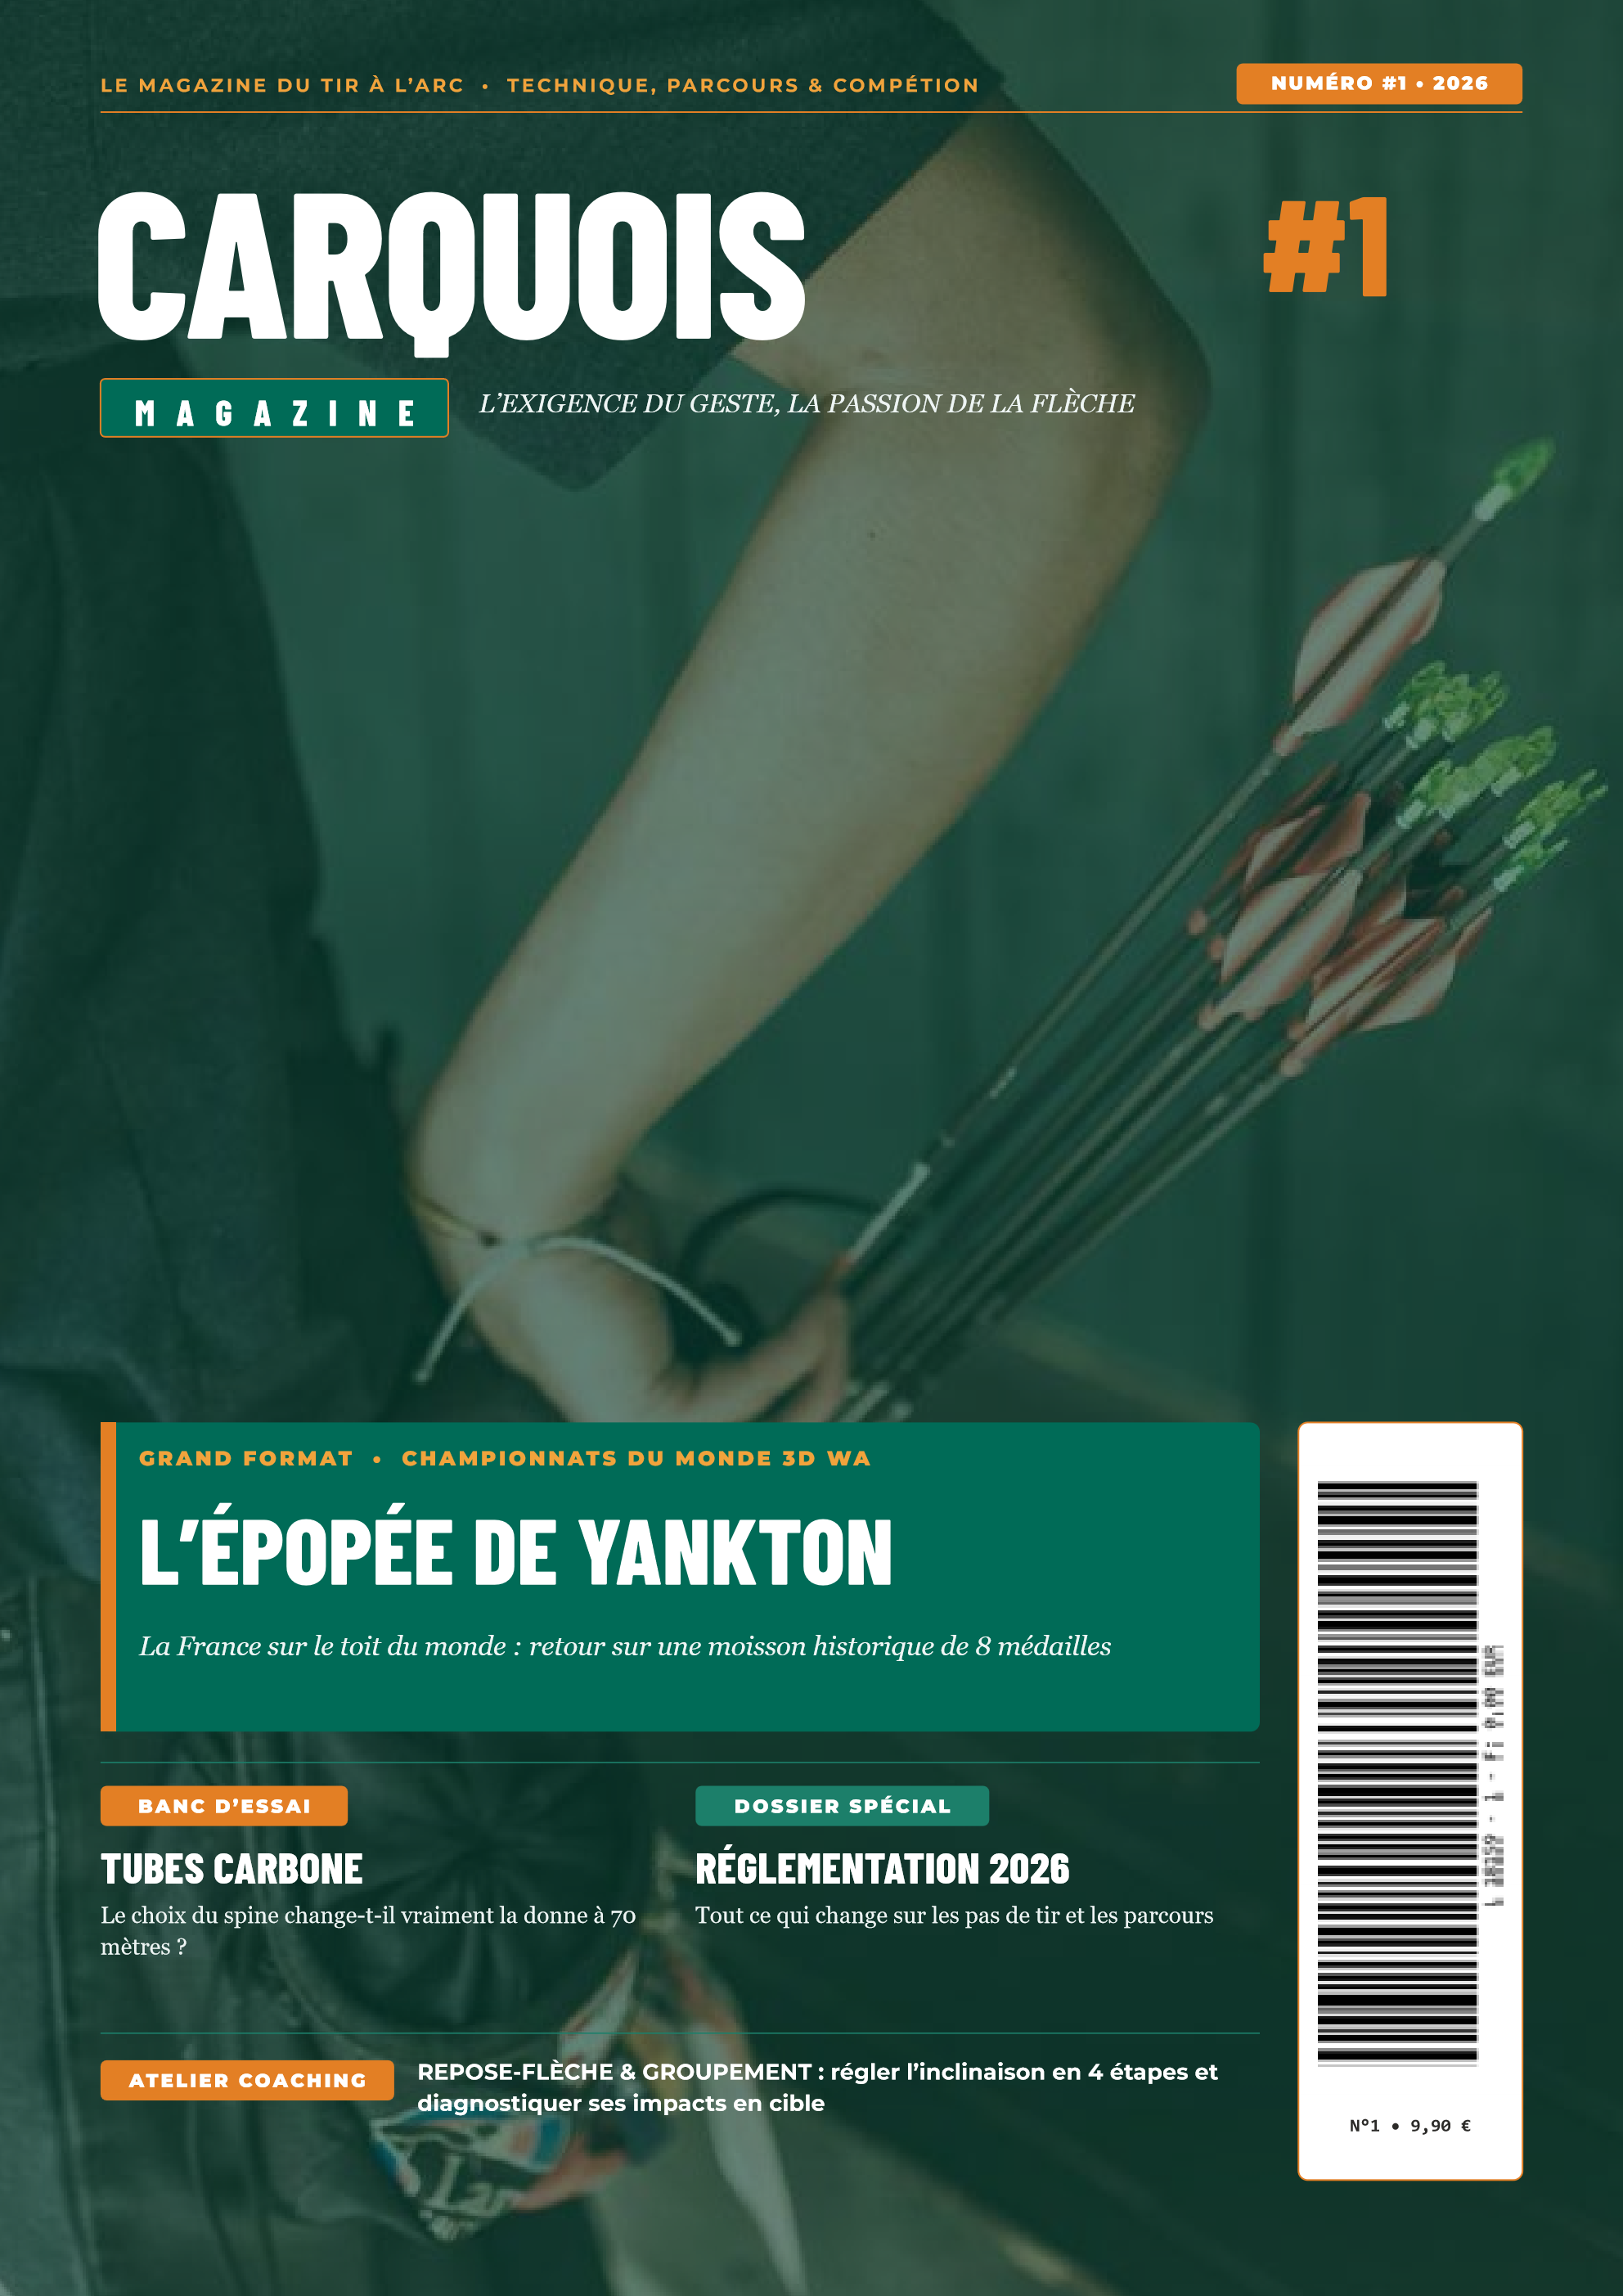 LE MAGAZINE DU TIR À L’ARC • TECHNIQUE, PARCOURS & COMPÉTION
NUMÉRO #1 • 2026
CARQUOIS
#1
MAGAZINE
L’EXIGENCE DU GESTE, LA PASSION DE LA FLÈCHE
GRAND FORMAT • CHAMPIONNATS DU MONDE 3D WA
L’ÉPOPÉE DE YANKTON
La France sur le toit du monde : retour sur une moisson historique de 8 médailles
BANC D’ESSAI
TUBES CARBONE
Le choix du spine change-t-il vraiment la donne à 70
mètres ?
DOSSIER SPÉCIAL
RÉGLEMENTATION 2026
Tout ce qui change sur les pas de tir et les parcours
ATELIER COACHING
REPOSE-FLÈCHE & GROUPEMENT : régler l’inclinaison en 4 étapes et
diagnostiquer ses impacts en cible
N°1 • 9,90 €